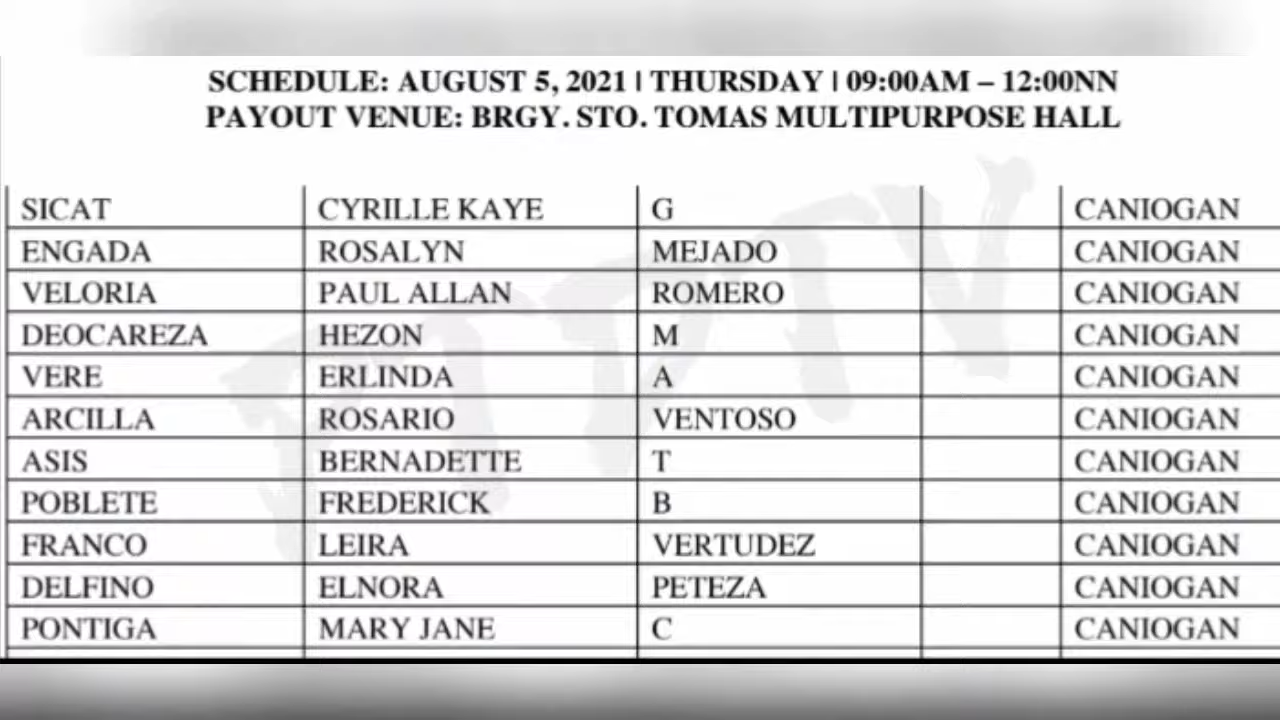 SCHEDULE: AUGUST 5, 2021 | THURSDAY | 09:00AM – 12:00NN
PAYOUT VENUE: BRGY. STO. TOMAS MULTIPURPOSE HALL
SICAT CYRILLE KAYE G CANIOGAN
ENGADA ROSALYN MEJADO CANIOGAN
VELORIA PAUL ALLAN ROMERO CANIOGAN
DEOCAREZA HEZON M CANIOGAN
VERE ERLINDA A CANIOGAN
ARCILLA ROSARIO VENTOSO CANIOGAN
ASIS BERNADETTE T CANIOGAN
POBLETE FREDERICK B CANIOGAN
FRANCO LEIRA VERTUDEZ CANIOGAN
DELFINO ELNORA PETEZA CANIOGAN
PONTIGA MARY JANE C CANIOGAN